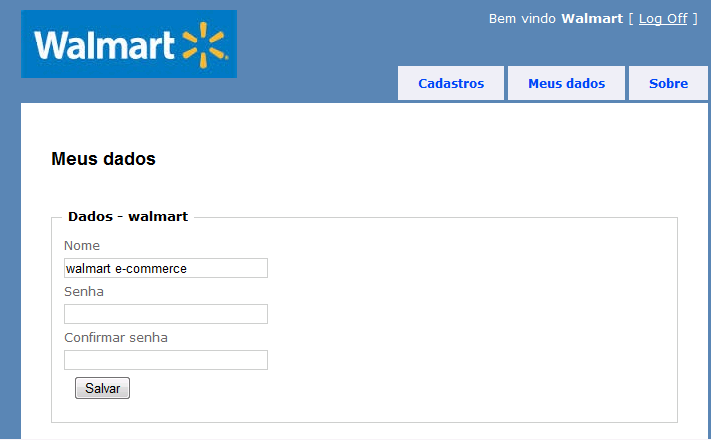 Walmart
Bem vindo Walmart [ Log Off ]
Cadastros Meus dados Sobre
Meus dados
Dados - walmart
Nome
walmart e-commerce
Senha
Confirmar senha
Salvar